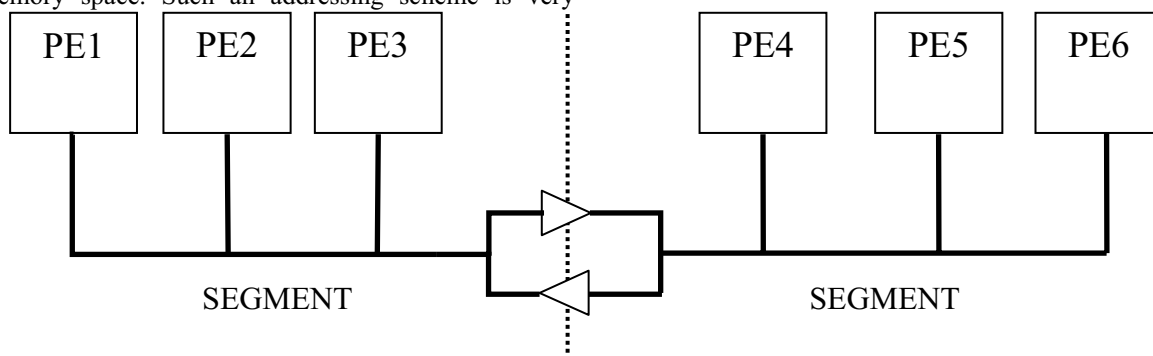 memory space. Such an addressing scheme is very
PE1 PE2 PE3 PE4 PE5 PE6
SEGMENT SEGMENT